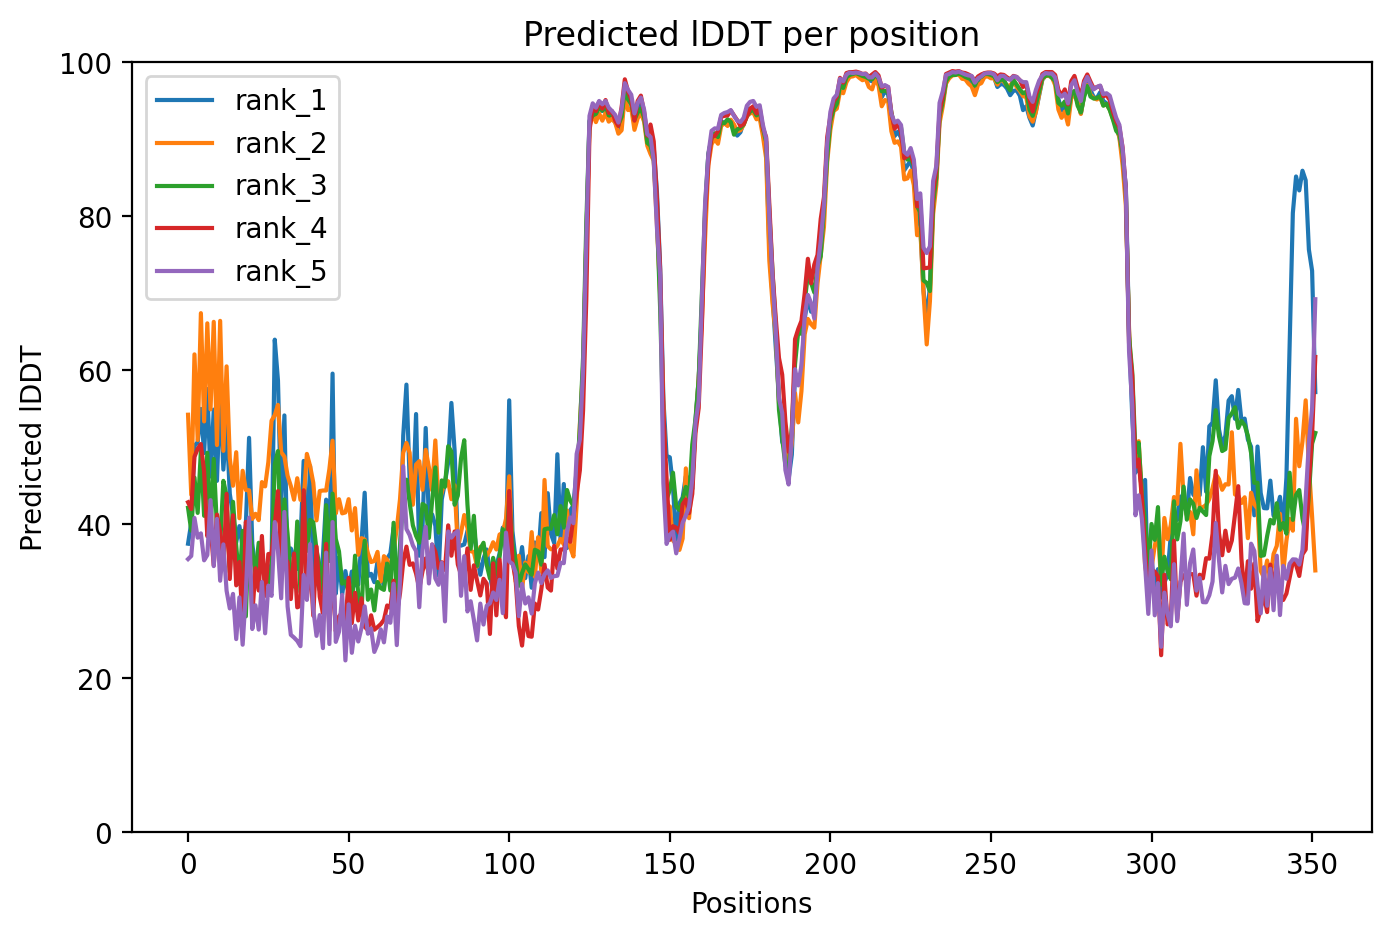 Predicted lDDT per position
100
80
60
40
20
0
Predicted lDDT
rank_1
rank_2
rank_3
rank_4
rank_5
0 50 100 150 200 250 300 350
Positions